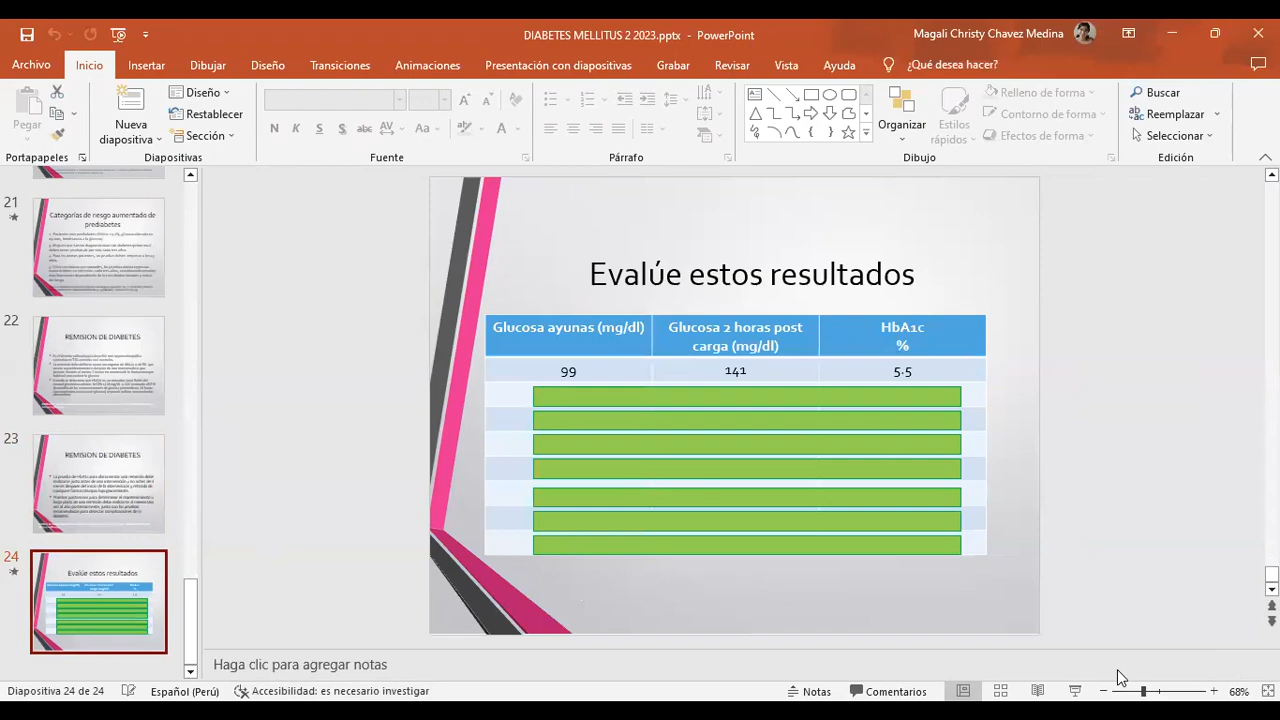 DIABETES MELLITUS 2 2023.pptx - PowerPoint
Magali Christy Chavez Medina
Archivo
Inicio
Insertar
Dibujar
Diseño
Transiciones
Animaciones
Presentación con diapositivas
Grabar
Revisar
Vista
Ayuda
¿Qué desea hacer?
Pegar
Portapapeles
Nueva
diapositiva
Diseño
Restablecer
Sección
Diapositivas
N K S S abc AV Aa A
Fuente
Párrafo
Organizar
Estilos
rápidos
Relleno de forma
Contorno de forma
Efectos de forma
Dibujo
Buscar
Reemplazar
Seleccionar
Edición
21
Categorías de riesgo aumentado de
prediabetes
22
REMISION DE DIABETES
23
REMISION DE DIABETES
24
Evalúe estos resultados
Evalúe estos resultados
Glucosa ayunas (mg/dl)
Glucosa 2 horas post
carga (mg/dl)
HbA1c
%
99
141
5.5
Haga clic para agregar notas
Diapositiva 24 de 24
Español (Perú)
Accesibilidad: es necesario investigar
Notas
Comentarios
68%